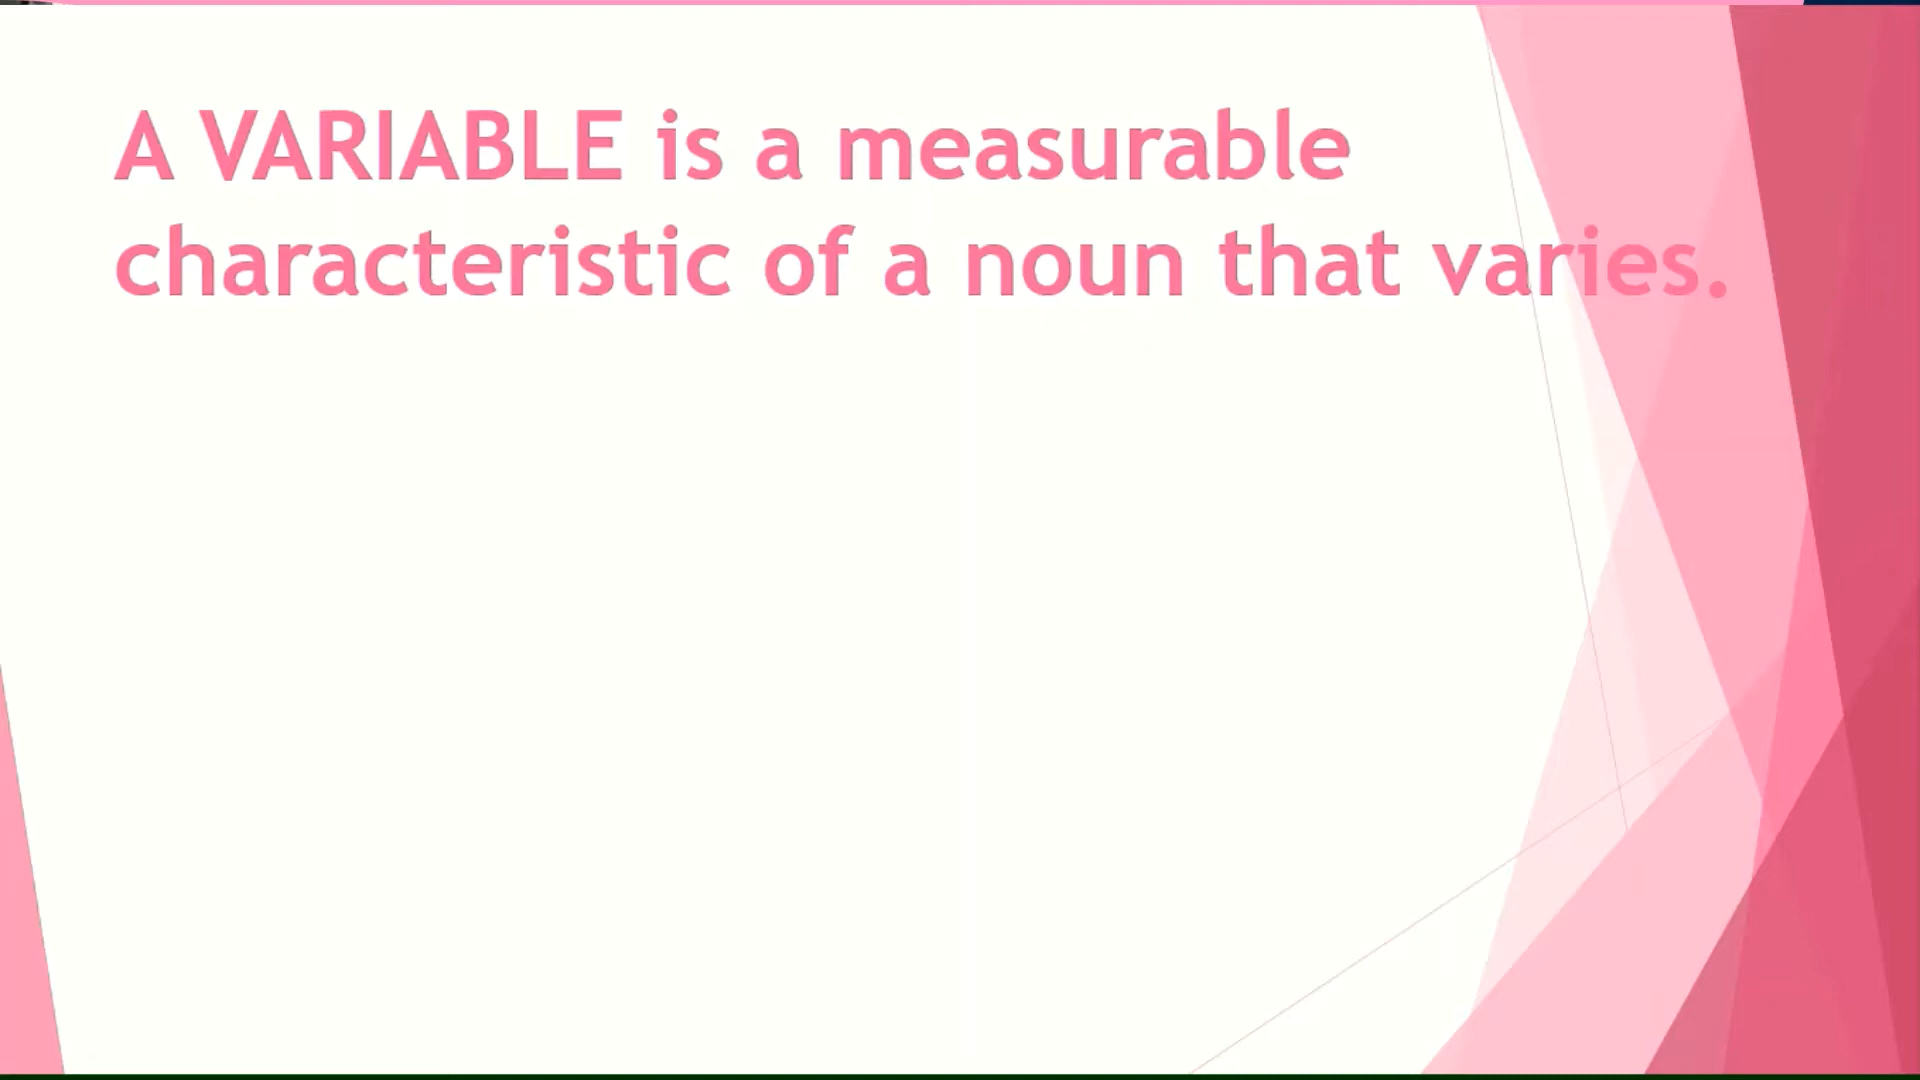 A VARIABLE is a measurable
characteristic of a noun that varies.